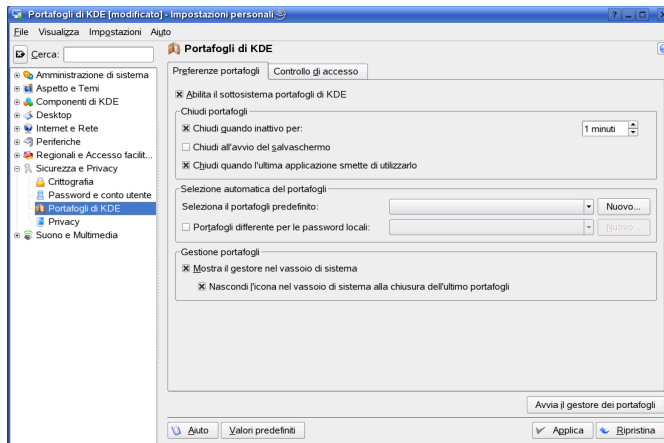 Portafogli di KDE [modificato] - Impostazioni personali
File Visualizza Impostazioni Aiuto
Cerca:
Amministrazione di sistema
Aspetto e Temi
Componenti di KDE
Desktop
Internet e Rete
Periferiche
Regionali e Accesso facilit...
Sicurezza e Privacy
Crittografia
Password e conto utente
Portafogli di KDE
Privacy
Suono e Multimedia
Portafogli di KDE
Preferenze portafogli Controllo di accesso
Abilita il sottosistema portafogli di KDE
Chiudi portafogli
Chiudi quando inattivo per: 1 minuti
Chiudi all'avvio del salvaschermo
Chiudi quando l'ultima applicazione smette di utilizzarlo
Selezione automatica del portafogli
Seleziona il portafogli predefinito: Nuovo...
Portafogli differente per le password locali: Nuovo...
Gestione portafogli
Mostra il gestore nel vassoio di sistema
Nascondi l'icona nel vassoio di sistema alla chiusura dell'ultimo portafogli
Avvia il gestore dei portafogli
Aiuto Valori predefiniti Applica Ripristina